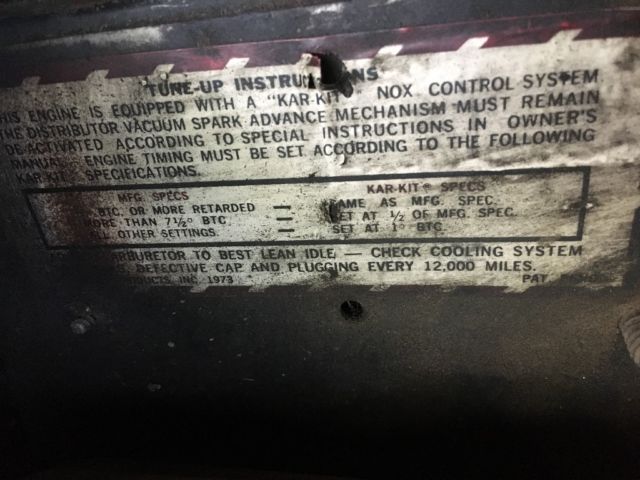 TUNE-UP INSTRUCTIONS
THIS ENGINE IS EQUIPPED WITH A "KAR-KIT" NOX CONTROL SYSTEM
THE DISTRIBUTOR VACUUM SPARK ADVANCE MECHANISM MUST REMAIN
DEACTIVATED ACCORDING TO SPECIAL INSTRUCTIONS IN OWNER'S
MANUAL. ENGINE TIMING MUST BE SET ACCORDING TO THE FOLLOWING
KAR KIT SPECIFICATIONS.
MFG. SPECS KAR-KIT® SPECS
BTC. OR MORE RETARDED — SAME AS MFG. SPEC.
MORE THAN 7½° BTC. — SET AT ½ OF MFG. SPEC.
ALL OTHER SETTINGS. — SET AT 1° BTC.
CARBURETOR TO BEST LEAN IDLE — CHECK COOLING SYSTEM
DEFECTIVE CAP AND PLUGGING EVERY 12,000 MILES.
PRODUCTS INC. 1973 PAT